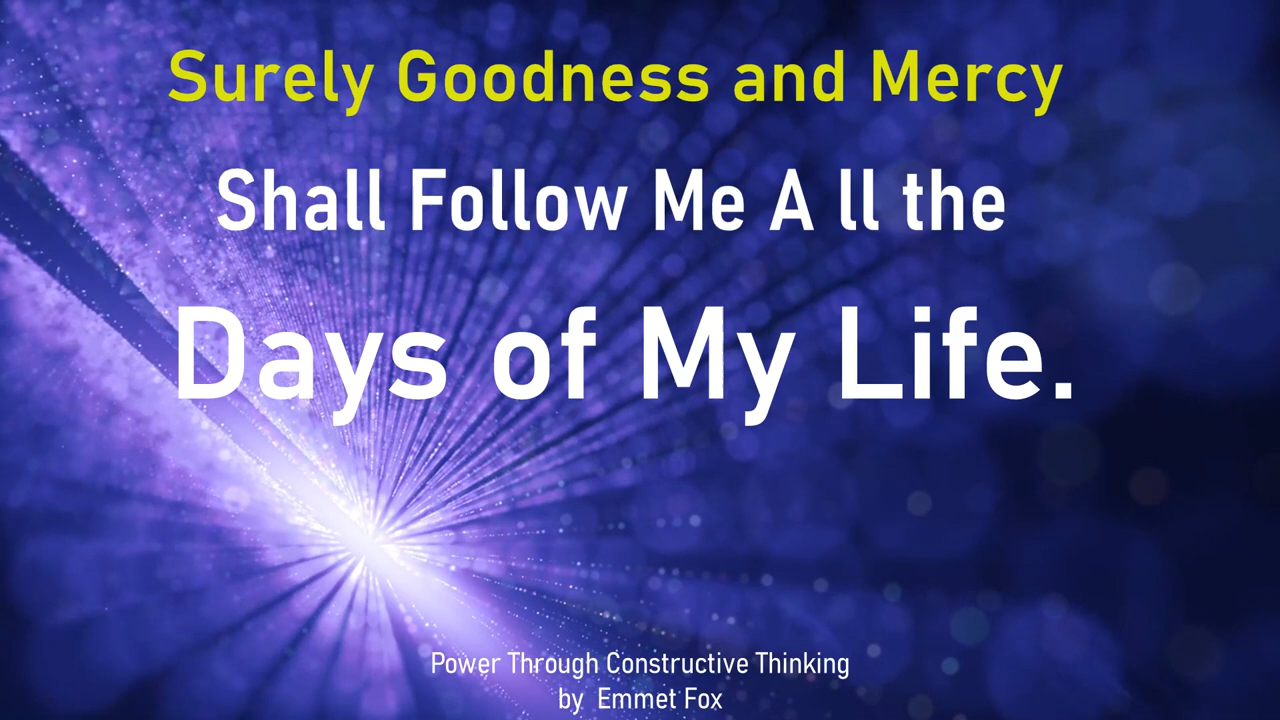 Surely Goodness and Mercy
Shall Follow Me A ll the
Days of My Life.
Power Through Constructive Thinking
by Emmet Fox